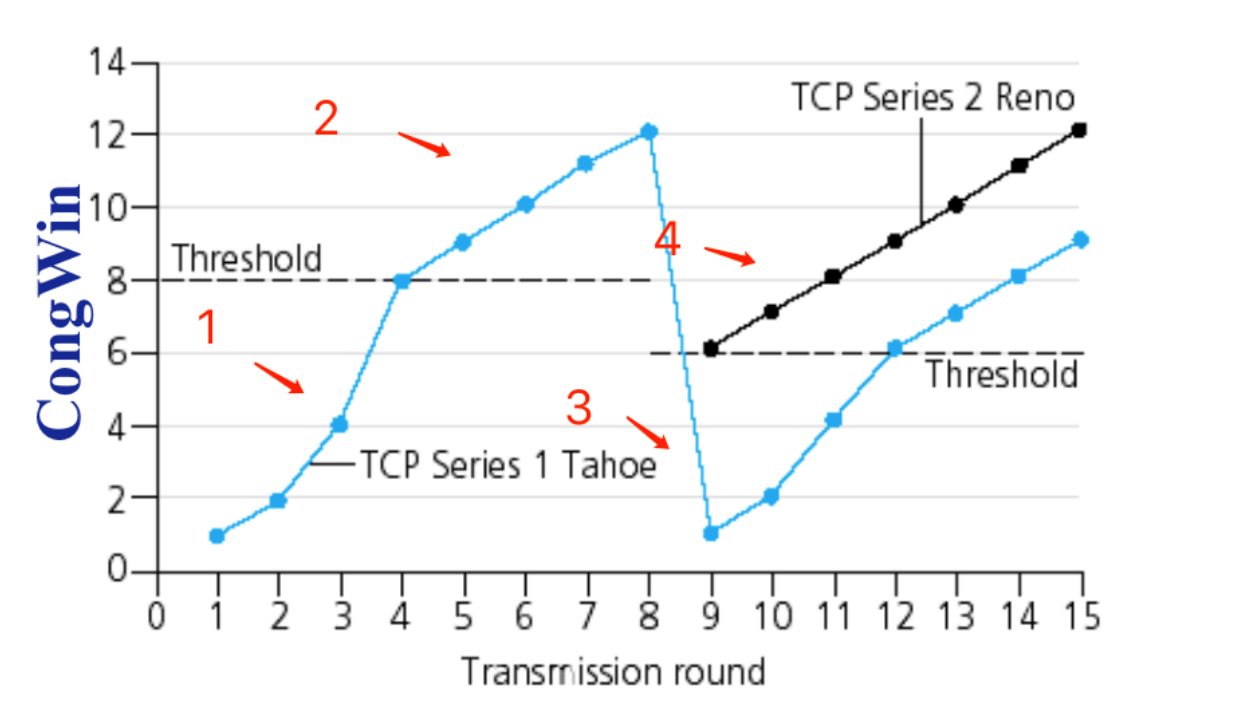 14
TCP Series 2 Reno
2
12
10
4
Threshold
8
1
6
Threshold
3
4
TCP Series 1 Tahoe
2
0
CongWin
0 1 2 3 4 5 6 7 8 9 10 11 12 13 14 15
Transmission round